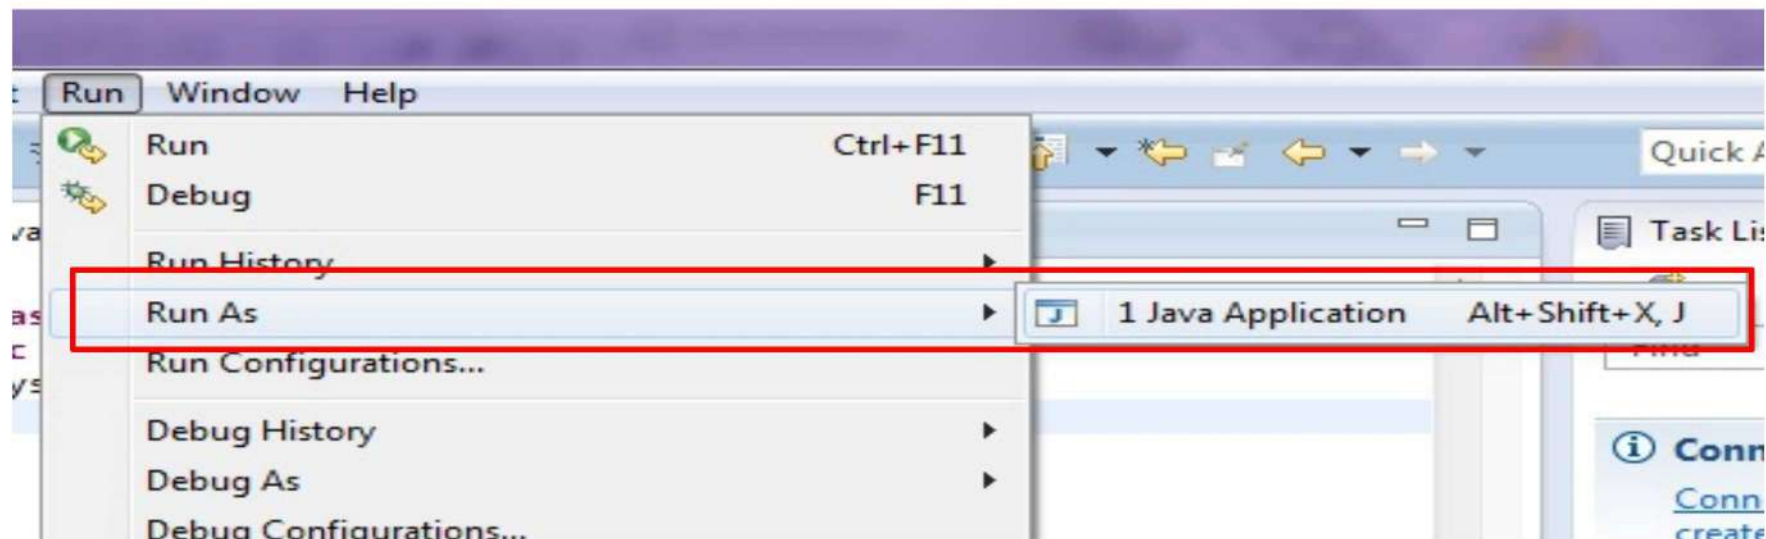 Run Window Help
Run Ctrl+F11
Debug F11
Quick A
Task Lis
Run History
Run As
1 Java Application Alt+Shift+X, J
Find
Run Configurations...
Debug History
Debug As
Debug Configurations...
Conn
Conn
create